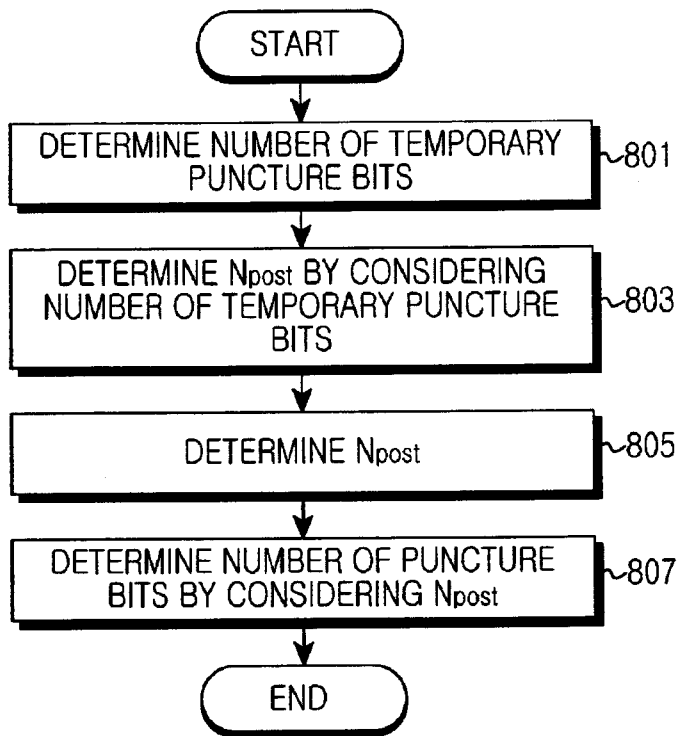 START
DETERMINE NUMBER OF TEMPORARY
PUNCTURE BITS
801
DETERMINE Npost BY CONSIDERING
NUMBER OF TEMPORARY PUNCTURE
BITS
803
DETERMINE Npost
805
DETERMINE NUMBER OF PUNCTURE
BITS BY CONSIDERING Npost
807
END